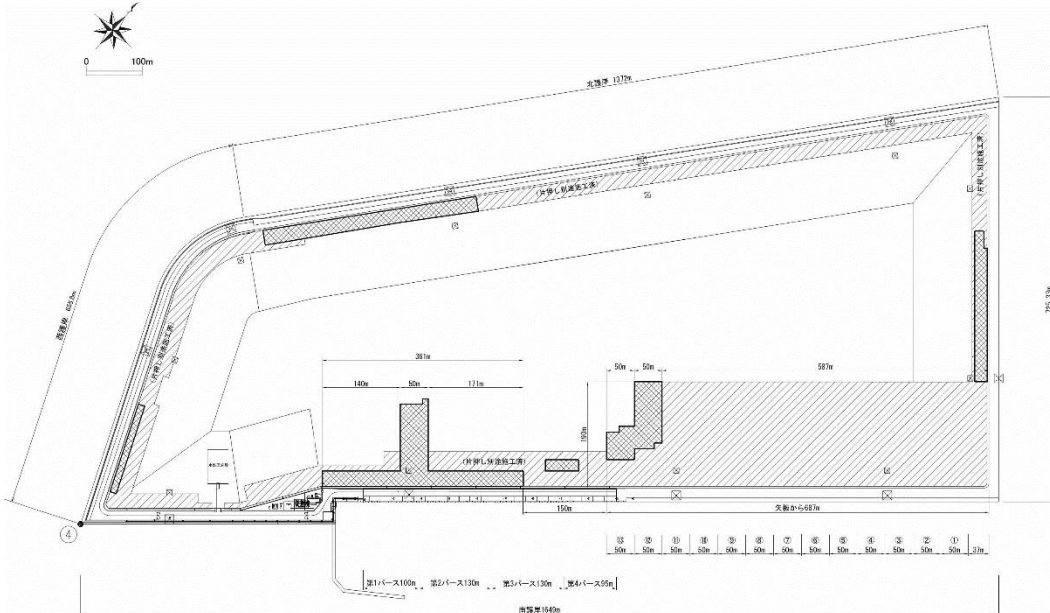 0 100m
北護岸 1372m
(片押し別途施工済)
(片押し別途施工済)
西護岸 655.8m
(片押し別途施工済)
361m
140m 50m 171m
50m 50m 587m
190m
(片押し別途施工済)
150m 矢板から687m
④
⑬ ⑫ ⑪ ⑩ ⑨ ⑧ ⑦ ⑥ ⑤ ④ ③ ② ①
50m 50m 50m 50m 50m 50m 50m 50m 50m 50m 50m 50m 50m 37m
第1バース100m 第2バース130m 第3バース130m 第4バース95m
南護岸1649m